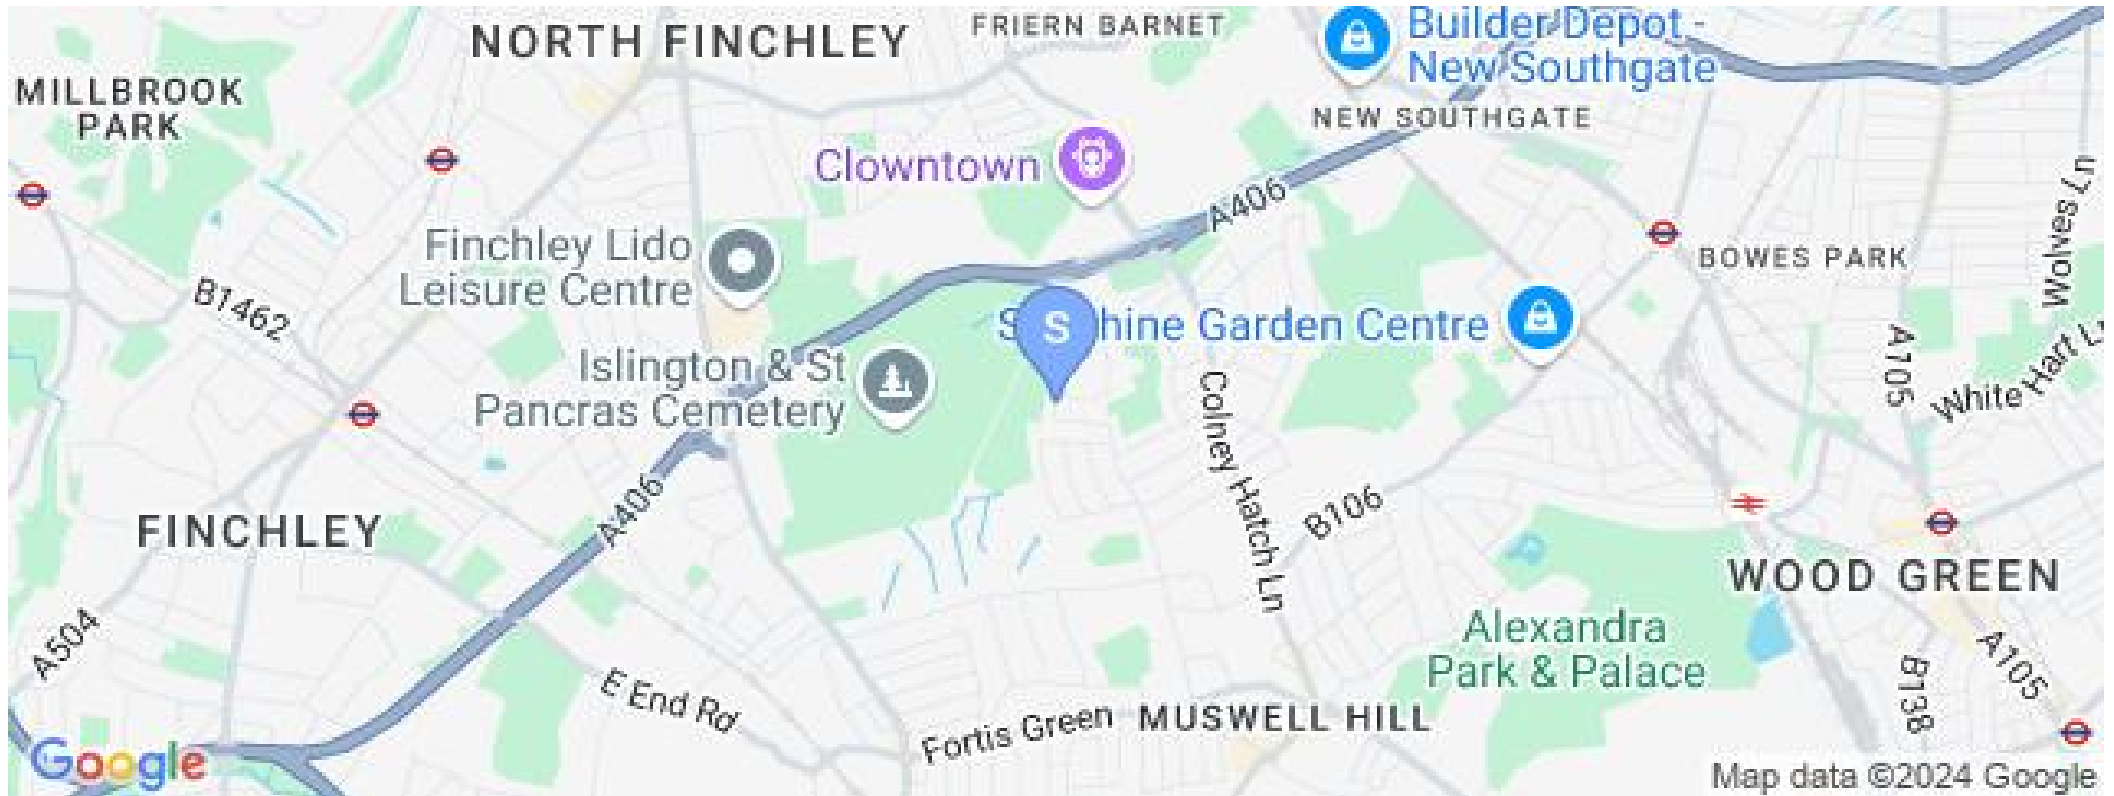 NORTH FINCHLEY
FRIERN BARNET
Builder Depot -
New Southgate
MILLBROOK
PARK
NEW SOUTHGATE
Clowntown
A406
Wolves Ln
Finchley Lido
Leisure Centre
BOWES PARK
B1462
S
hine Garden Centre
A105
White Hart L
Islington & St
Pancras Cemetery
Colney Hatch Ln
A406
B106
FINCHLEY
WOOD GREEN
A504
Alexandra
Park & Palace
A105
B138
E End Rd
Fortis Green
MUSWELL HILL
Google
Map data ©2024 Google